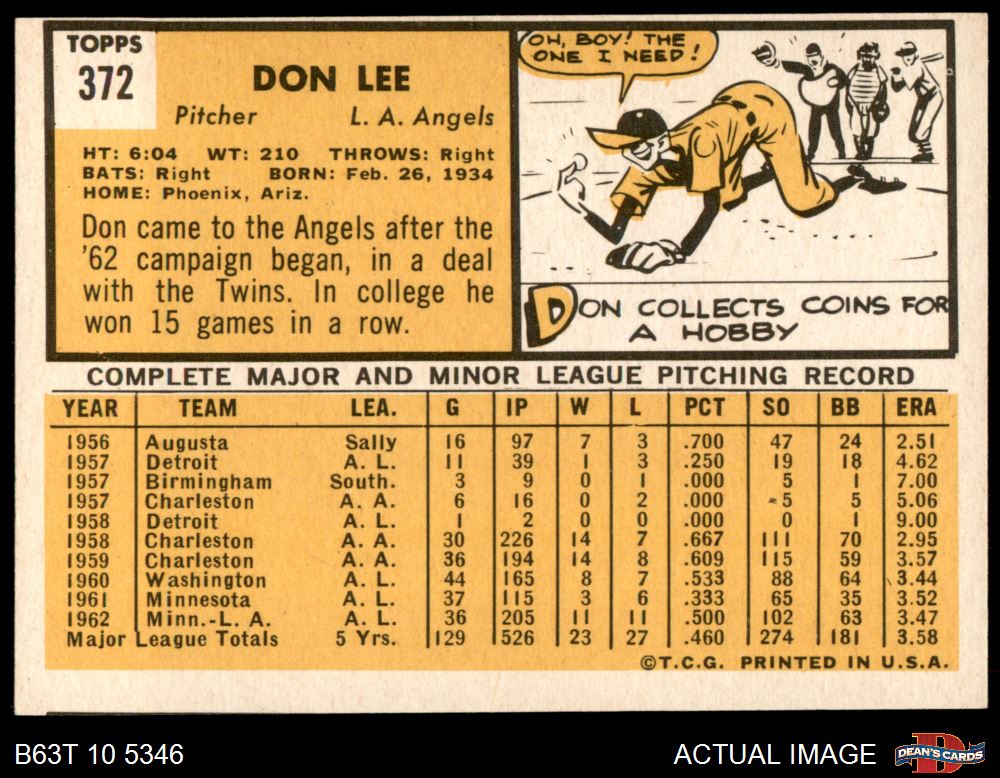 TOPPS
372
DON LEE
Pitcher L. A. Angels
HT: 6:04 WT: 210 THROWS: Right
BATS: Right BORN: Feb. 26, 1934
HOME: Phoenix, Ariz.
Don came to the Angels after the
'62 campaign began, in a deal
with the Twins. In college he
won 15 games in a row.
OH, BOY! THE
ONE I NEED!
DON COLLECTS COINS FOR
A HOBBY
COMPLETE MAJOR AND MINOR LEAGUE PITCHING RECORD
YEAR TEAM LEA. G IP W L PCT SO BB ERA
1956 Augusta Sally 16 97 7 3 .700 47 24 2.51
1957 Detroit A. L. 11 39 1 3 .250 19 18 4.62
1957 Birmingham South. 3 9 0 1 .000 5 1 7.00
1957 Charleston A. A. 6 16 0 2 .000 5 5 5.06
1958 Detroit A. L. 1 2 0 0 .000 0 1 9.00
1958 Charleston A. A. 30 226 14 7 .667 111 70 2.95
1959 Charleston A. A. 36 194 14 8 .609 115 59 3.57
1960 Washington A. L. 44 165 8 7 .533 88 64 3.44
1961 Minnesota A. L. 37 115 3 6 .333 65 35 3.52
1962 Minn.-L. A. A. L. 36 205 11 11 .500 102 63 3.47
Major League Totals 5 Yrs. 129 526 23 27 .460 274 181 3.58
©T.C.G. PRINTED IN U.S.A.
B63T 10 5346 ACTUAL IMAGE DEAN'S CARDS